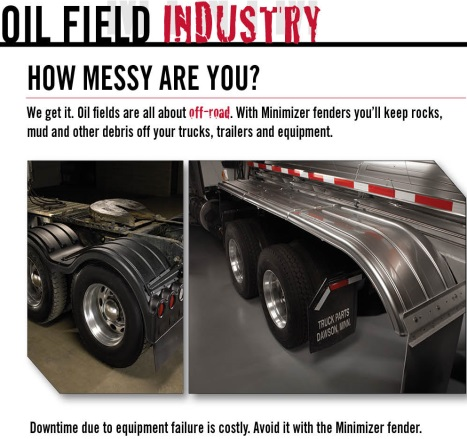 OIL FIELD INDUSTRY
HOW MESSY ARE YOU?
We get it. Oil fields are all about off-road. With Minimizer fenders you'll keep rocks,
mud and other debris off your trucks, trailers and equipment.
TRUCK PARTS
DAWSON, MINN.
Downtime due to equipment failure is costly. Avoid it with the Minimizer fender.